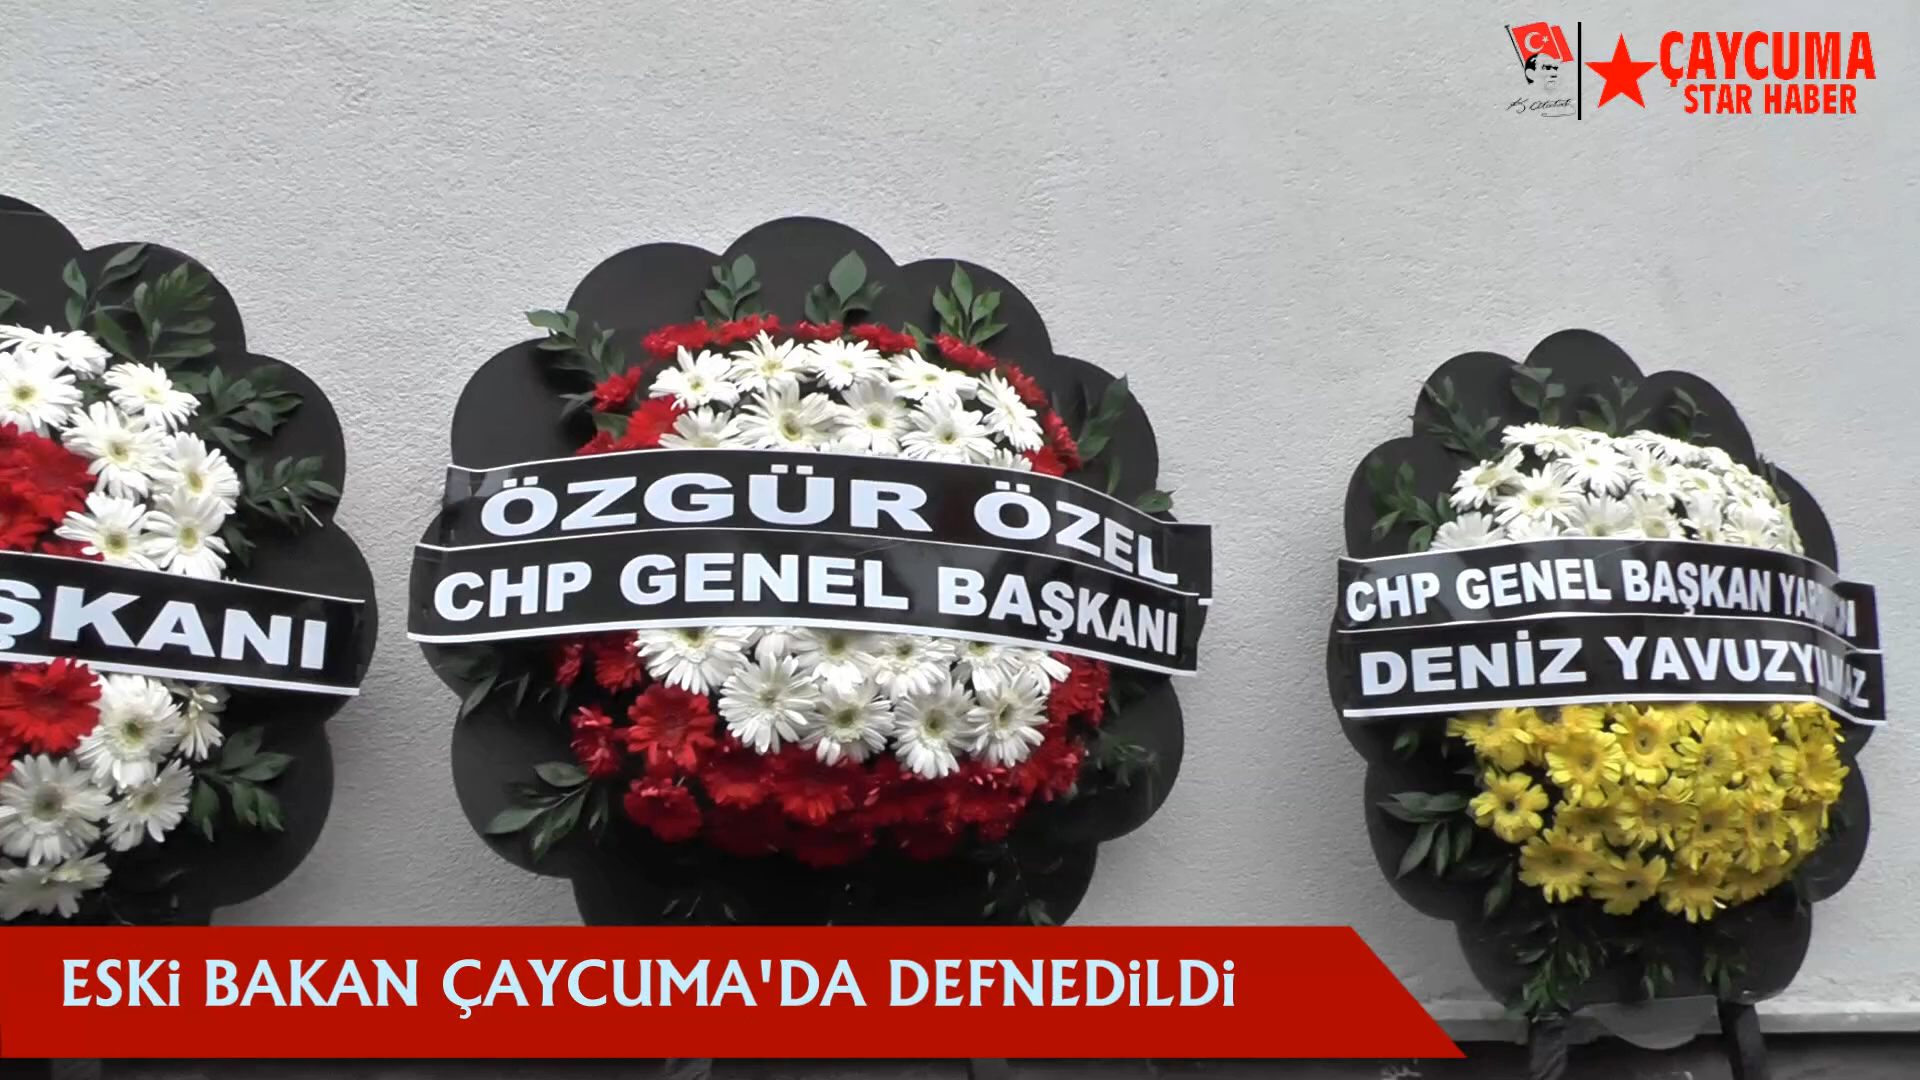 ÇAYCUMA
STAR HABER
ŞKANI
ÖZGÜR ÖZEL
CHP GENEL BAŞKANI
CHP GENEL BAŞKAN YARDIMCISI
DENİZ YAVUZYILMAZ
ESKİ BAKAN ÇAYCUMA'DA DEFNEDİLDİ